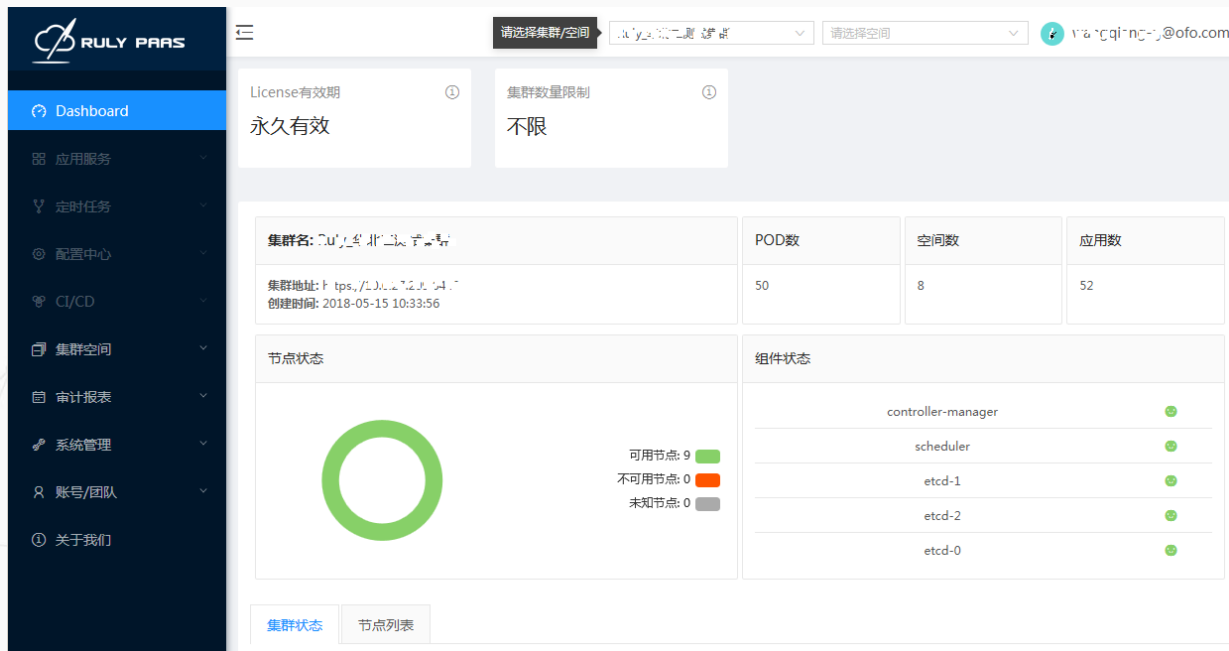 RULY PAAS
请选择集群/空间
请选择空间
@ofo.com
Dashboard
应用服务
定时任务
配置中心
CI/CD
集群空间
审计报表
系统管理
账号/团队
关于我们
License有效期
永久有效
集群数量限制
不限
集群名:
集群地址:
创建时间: 2018-05-15 10:33:56
POD数
50
空间数
8
应用数
52
节点状态
可用节点: 9
不可用节点: 0
未知节点: 0
组件状态
controller-manager
scheduler
etcd-1
etcd-2
etcd-0
集群状态
节点列表